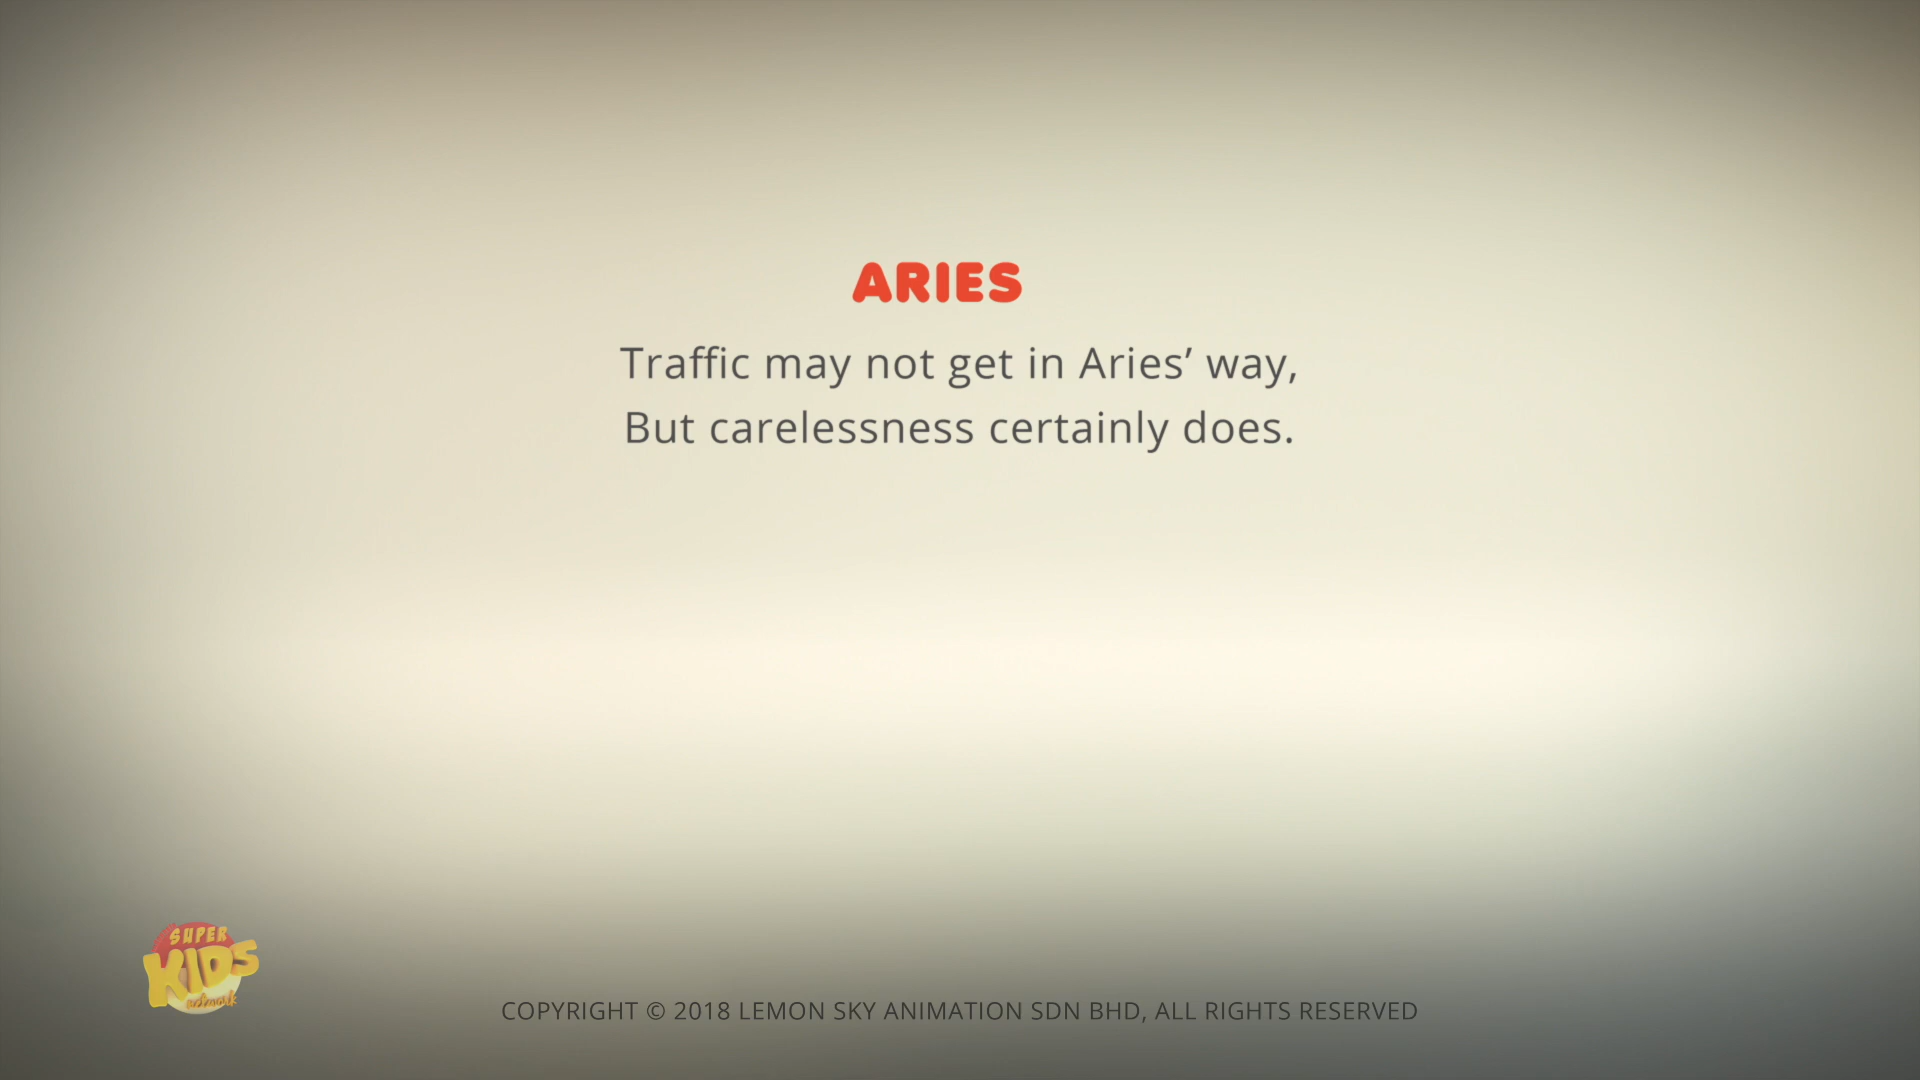 ARIES
Traffic may not get in Aries’ way,
But carelessness certainly does.
SUPER
KIDS
network
COPYRIGHT © 2018 LEMON SKY ANIMATION SDN BHD, ALL RIGHTS RESERVED